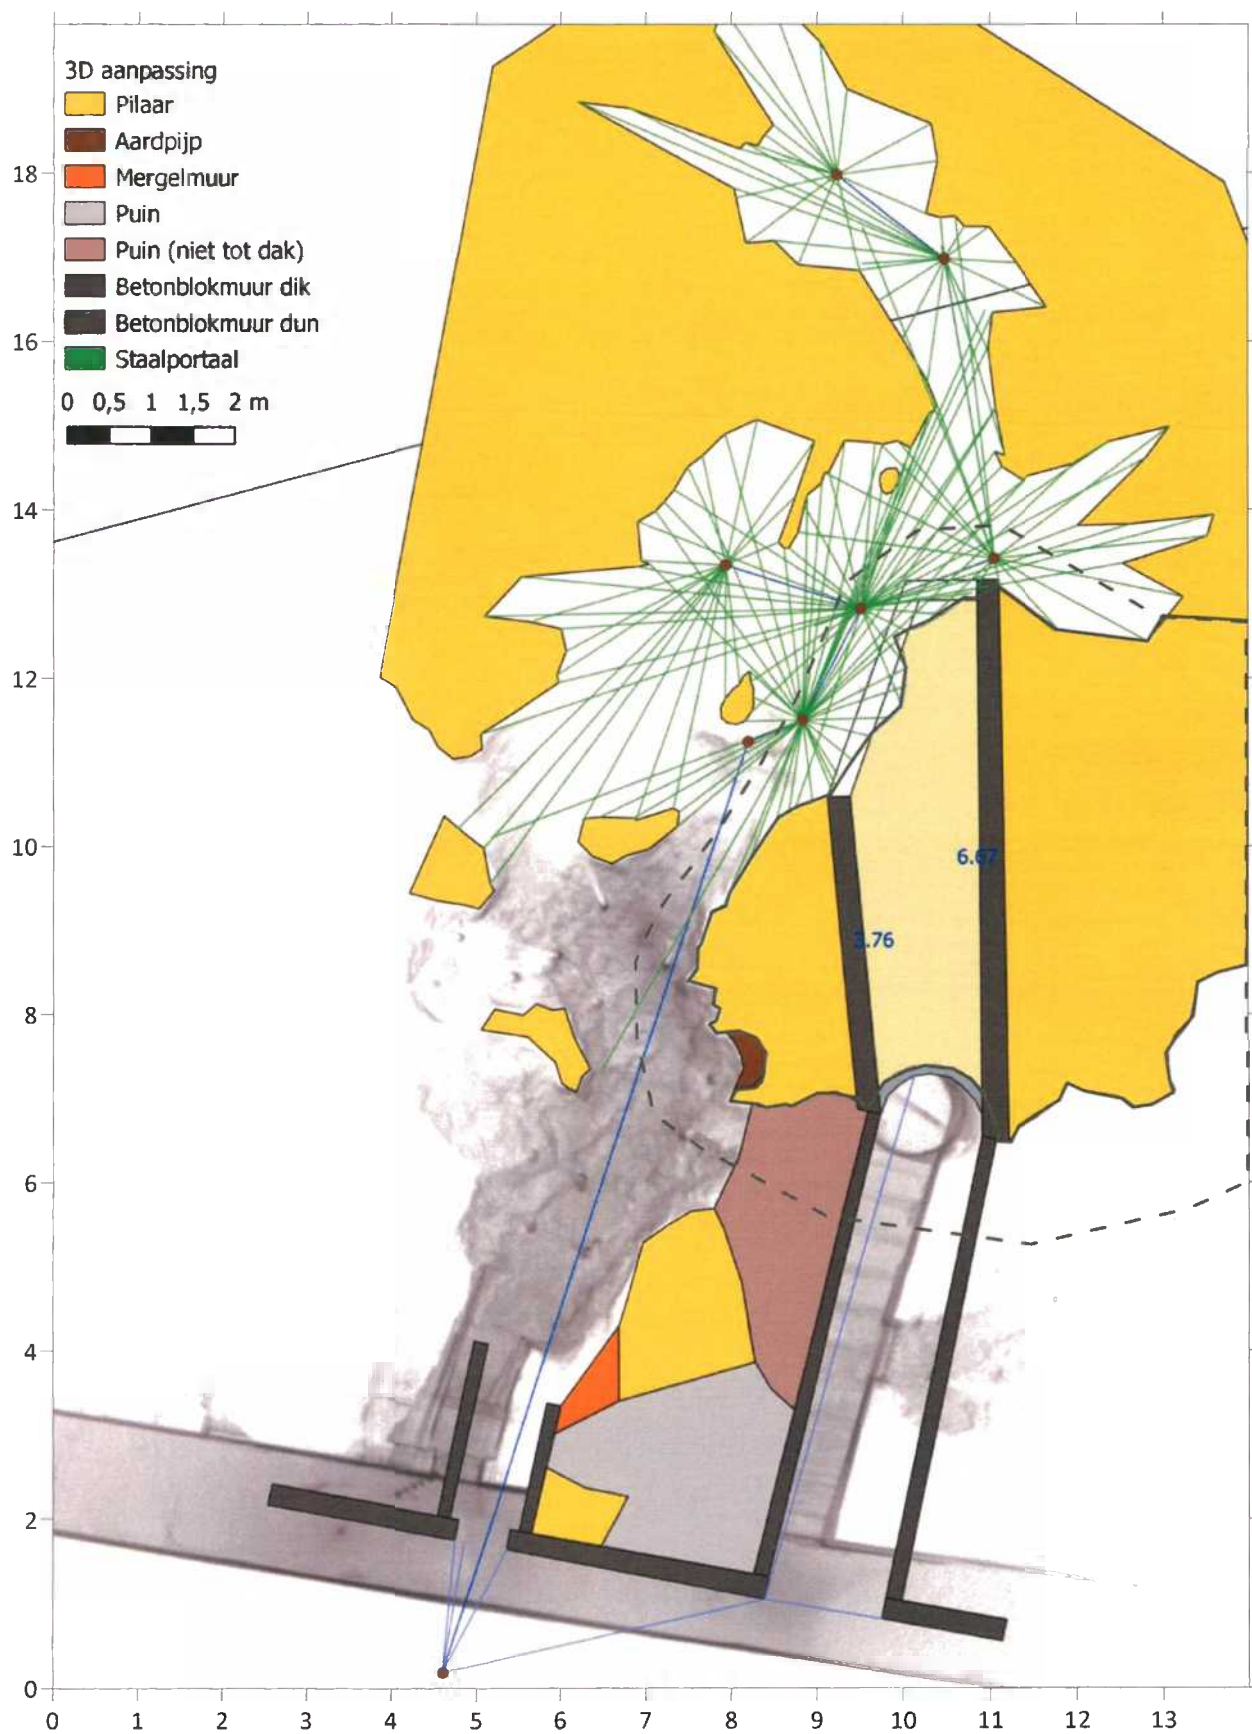 3D aanpassing
Pilaar
Aardpijp
Mergelmuur
Puin
Puin (niet tot dak)
Betonblokmuur dik
Betonblokmuur dun
Staalportaal
0 0,5 1 1,5 2 m
18
16
14
12
10
8
6
4
2
0
6.67
3.76
0 1 2 3 4 5 6 7 8 9 10 11 12 13